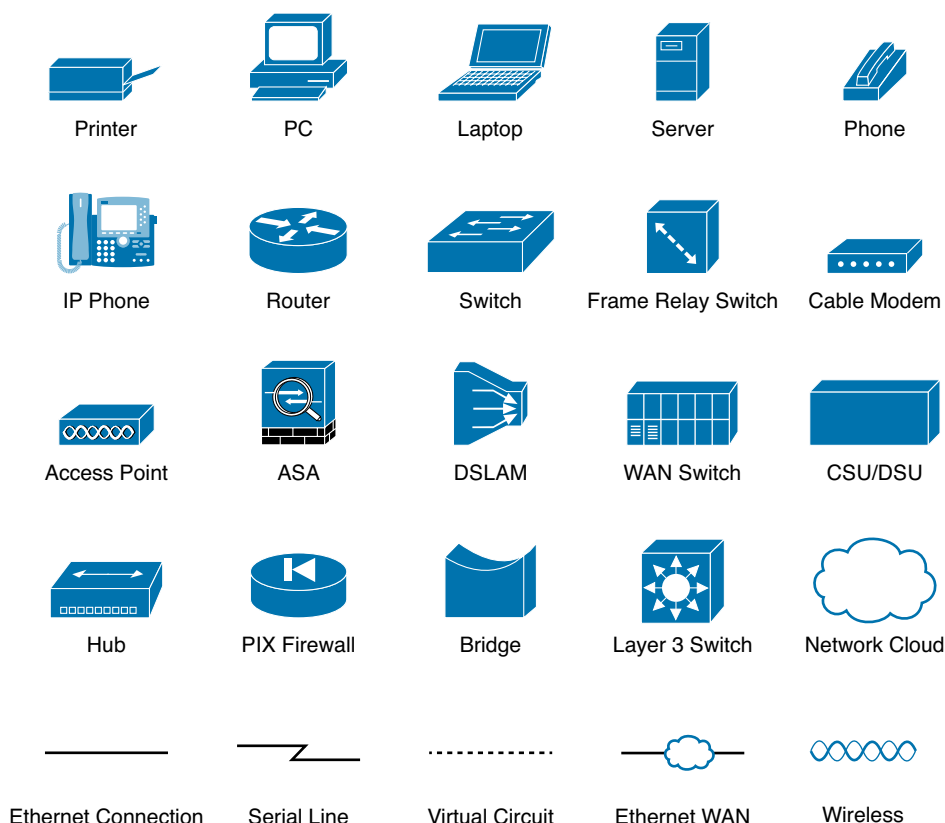 Printer
PC
Laptop
Server
Phone
IP Phone
Router
Switch
Frame Relay Switch
Cable Modem
Access Point
ASA
DSLAM
WAN Switch
CSU/DSU
Hub
PIX Firewall
Bridge
Layer 3 Switch
Network Cloud
Ethernet Connection
Serial Line
Virtual Circuit
Ethernet WAN
Wireless